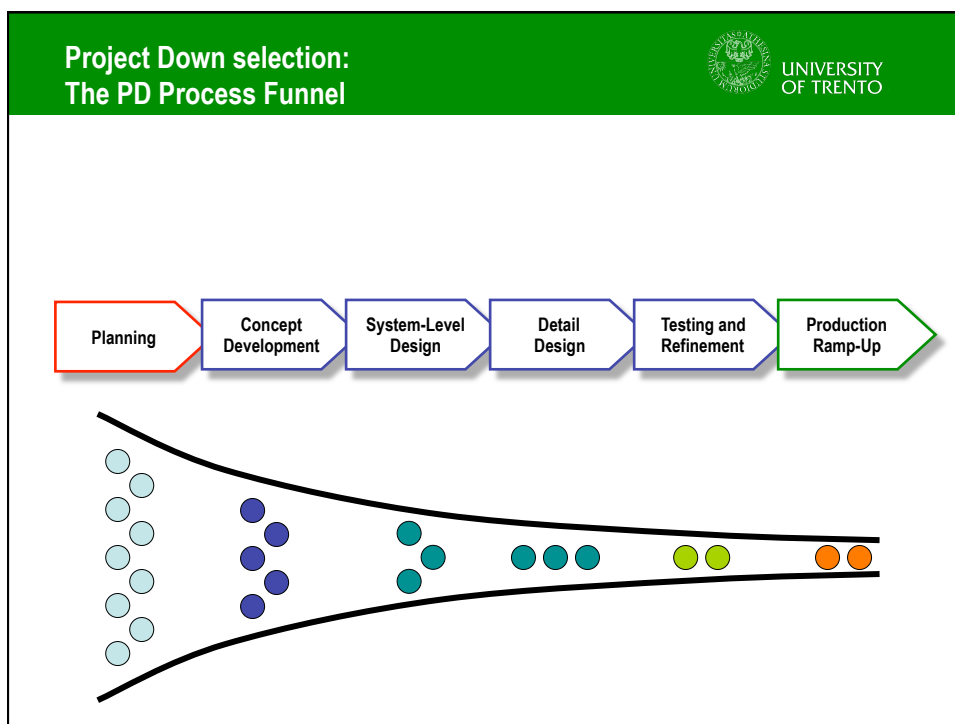 Project Down selection:
The PD Process Funnel
UNIVERSITY
OF TRENTO
Planning
Concept
Development
System-Level
Design
Detail
Design
Testing and
Refinement
Production
Ramp-Up